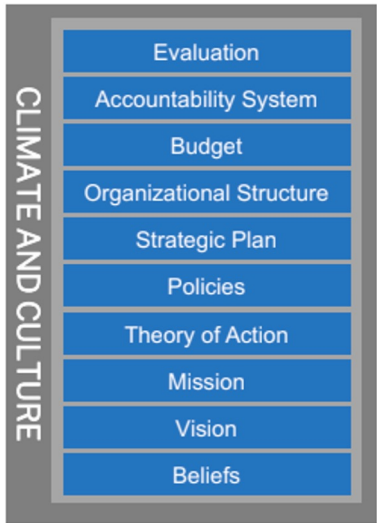 CLIMATE AND CULTURE
Evaluation
Accountability System
Budget
Organizational Structure
Strategic Plan
Policies
Theory of Action
Mission
Vision
Beliefs